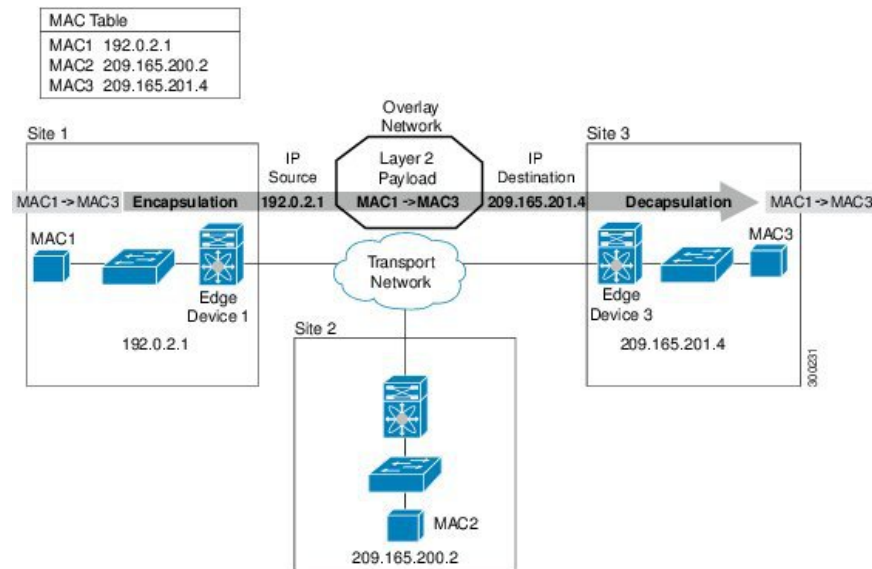 MAC Table
MAC1 192.0.2.1
MAC2 209.165.200.2
MAC3 209.165.201.4
Overlay
Network
Site 1
Site 3
IP
Source
Layer 2
Payload
IP
Destination
MAC1 ->MAC3
Encapsulation
192.0.2.1
MAC1 ->MAC3
209.165.201.4
Decapsulation
MAC1 ->MAC3
MAC1
Edge
Device 1
Transport
Network
Edge
Device 3
MAC3
192.0.2.1
Site 2
209.165.201.4
300231
MAC2
209.165.200.2